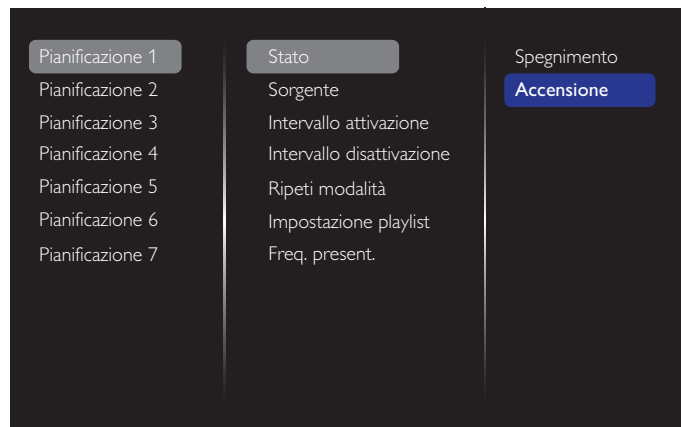 Pianificazione 1
Pianificazione 2
Pianificazione 3
Pianificazione 4
Pianificazione 5
Pianificazione 6
Pianificazione 7
Stato
Sorgente
Intervallo attivazione
Intervallo disattivazione
Ripeti modalità
Impostazione playlist
Freq. present.
Spegnimento
Accensione